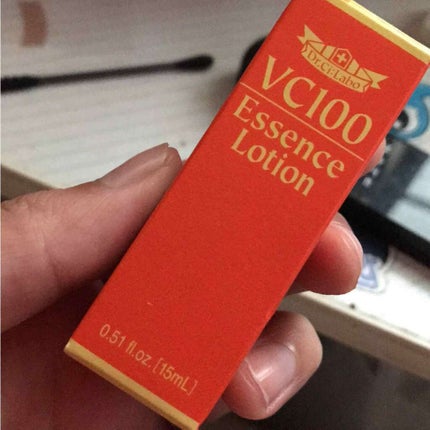 Dr.Ci:Labo
VC100
Essence
Lotion
0.51 fl.oz.[15mL]